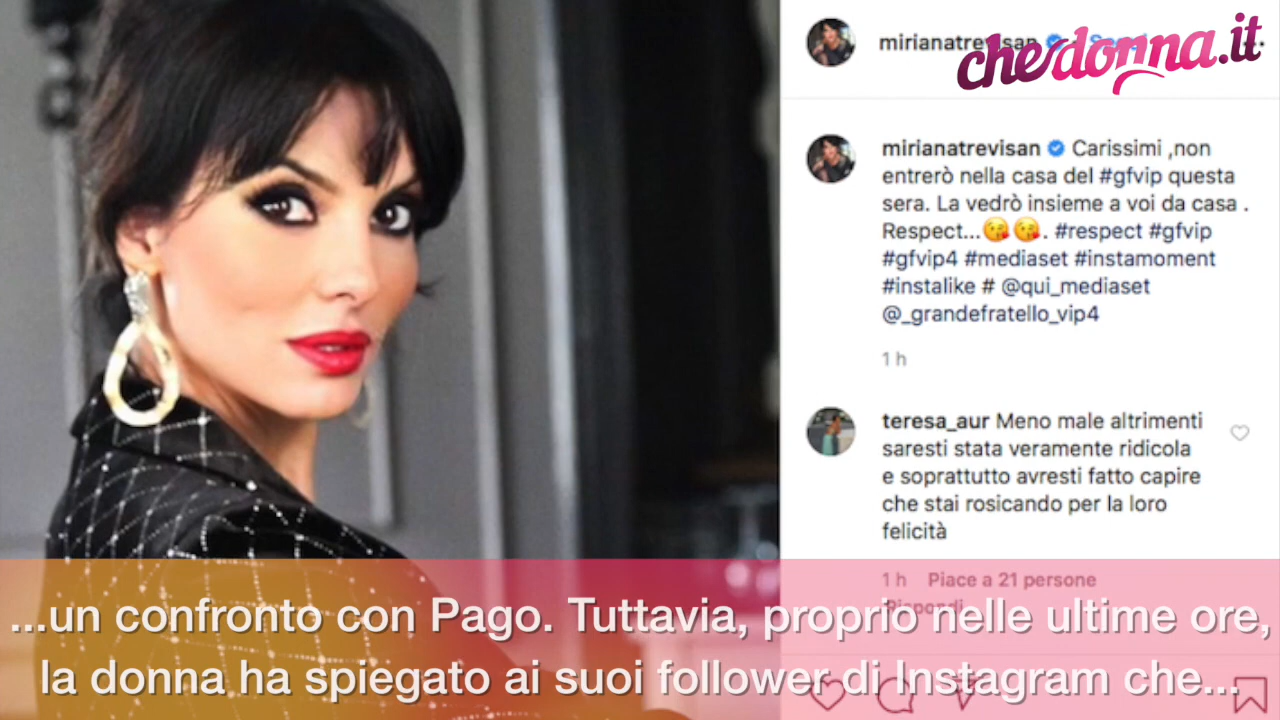 mirianatrevisan
chedonna.it
mirianatrevisan Carissimi ,non
entrerò nella casa del #gfvip questa
sera. La vedrò insieme a voi da casa .
Respect...😘😘. #respect #gfvip
#gfvip4 #mediaset #instamoment
#instalike # @qui_mediaset
@_grandefratello_vip4
1 h
teresa_aur Meno male altrimenti
saresti stata veramente ridicola
e soprattutto avresti fatto capire
che stai rosicando per la loro
felicità
1 h Piace a 21 persone
Rispondi
...un confronto con Pago. Tuttavia, proprio nelle ultime ore,
la donna ha spiegato ai suoi follower di Instagram che...